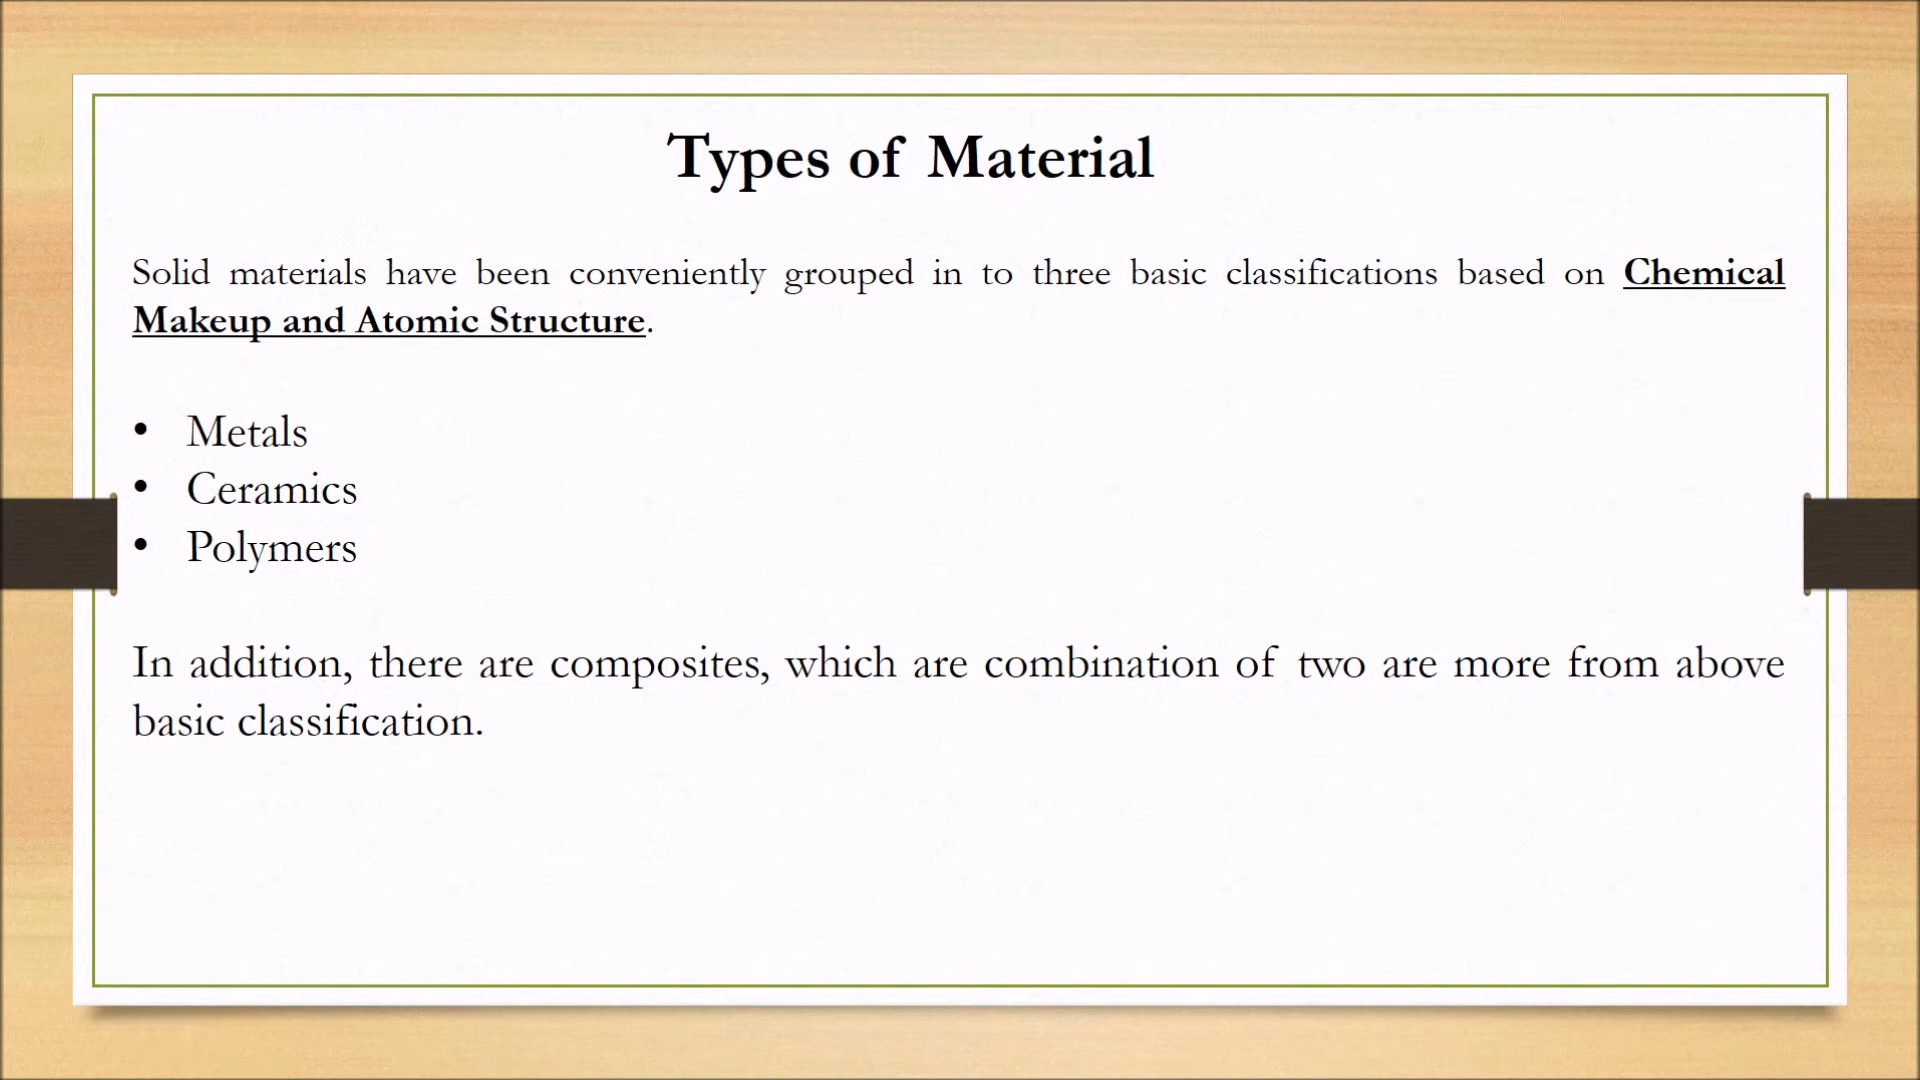 Types of Material
Solid materials have been conveniently grouped in to three basic classifications based on Chemical
Makeup and Atomic Structure.
• Metals
• Ceramics
• Polymers
In addition, there are composites, which are combination of two are more from above
basic classification.